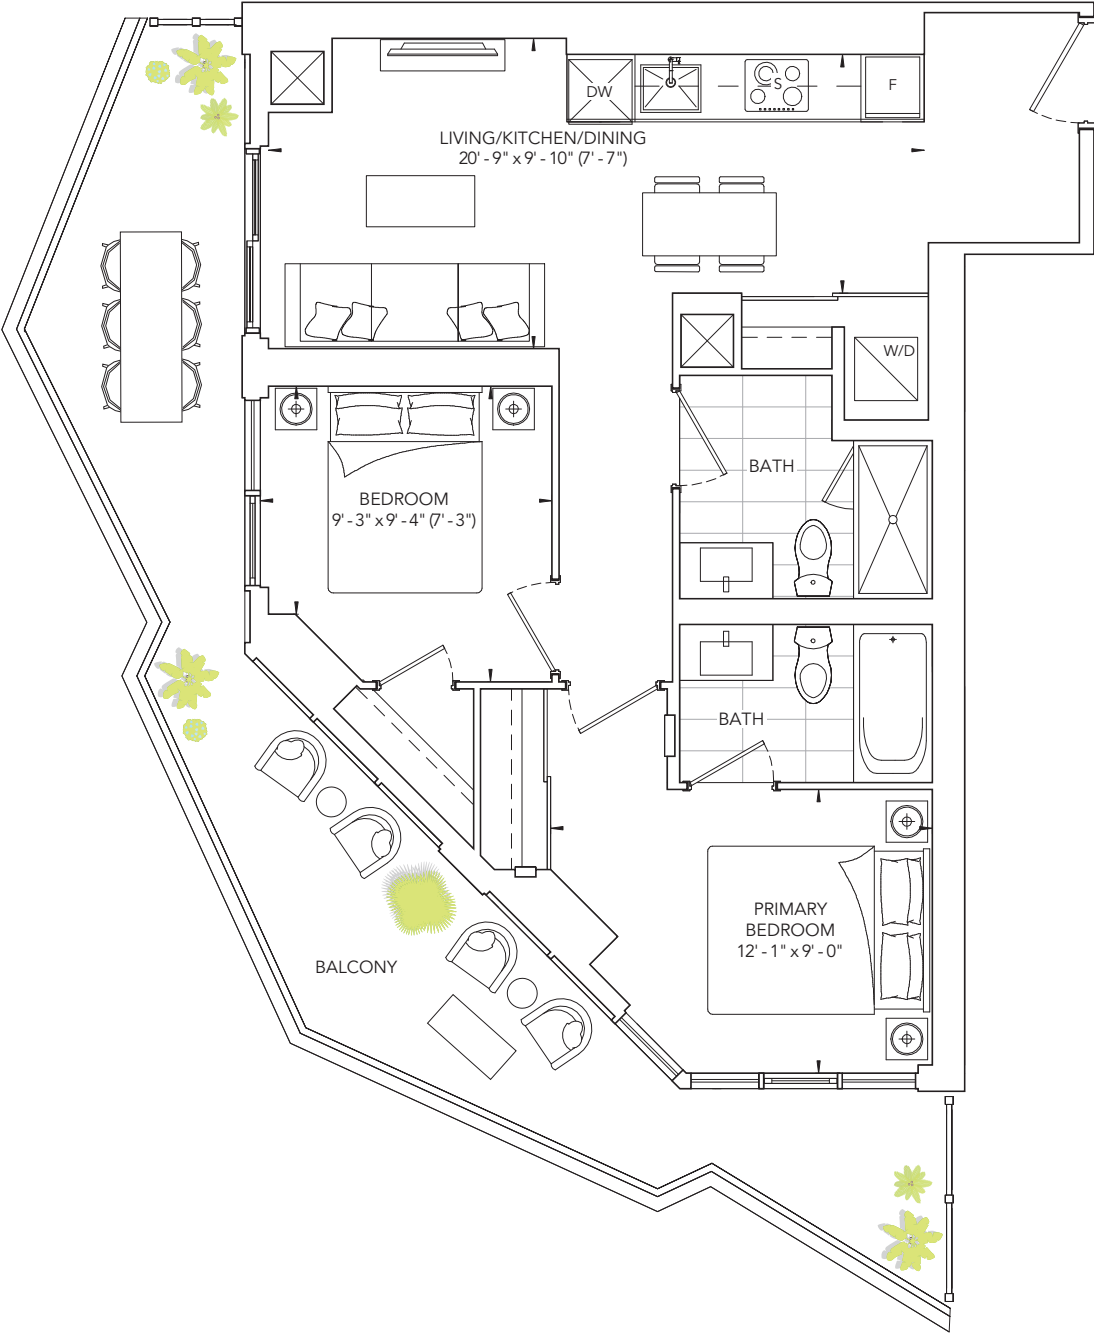 DW
S
F
LIVING/KITCHEN/DINING
20' - 9" x 9' - 10" (7' - 7")
W/D
BATH
BEDROOM
9' - 3" x 9' - 4" (7' - 3")
BATH
PRIMARY
BEDROOM
12' - 1" x 9' - 0"
BALCONY